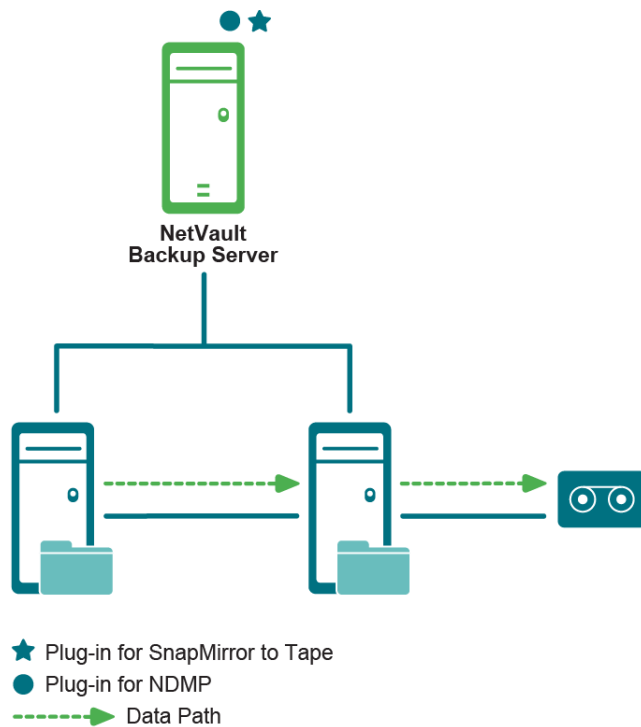 NetVault
Backup Server
Plug-in for SnapMirror to Tape
Plug-in for NDMP
Data Path